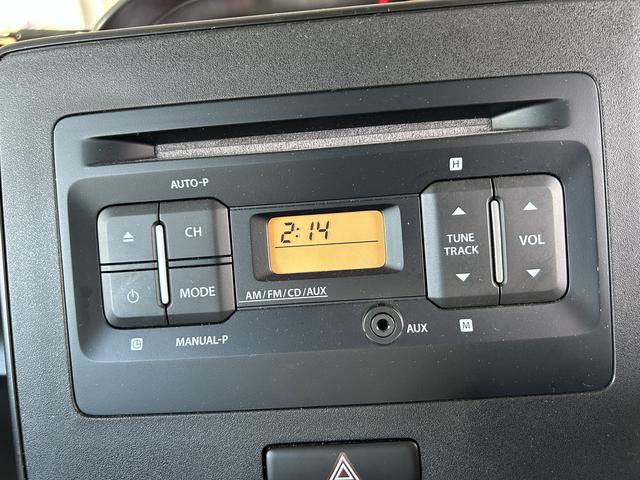 H
AUTO-P
CH
2:14
TUNE
TRACK
VOL
MODE
AM/FM/CD/AUX
AUX
M
MANUAL-P